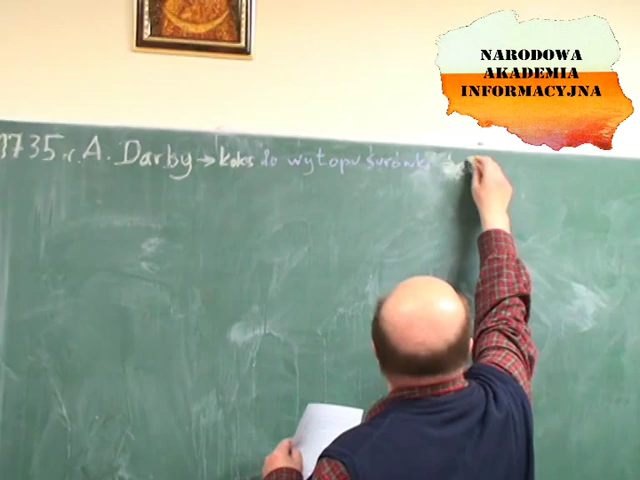 NARODOWA
AKADEMIA
INFORMACYJNA
1735 r. A. Darby → koks do wytopu surówki